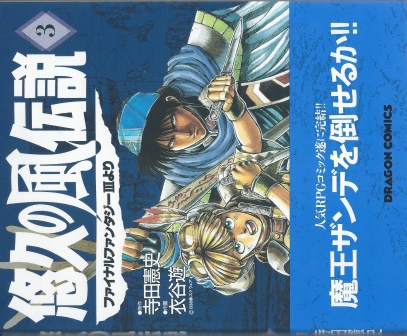 3
悠久の風伝説
ファイナルファンタジーIIIより
寺田憲史
衣谷遊
人気RPGコミック遂に完結!!
魔王ザンデを倒せるか!!
DRAGON COMICS